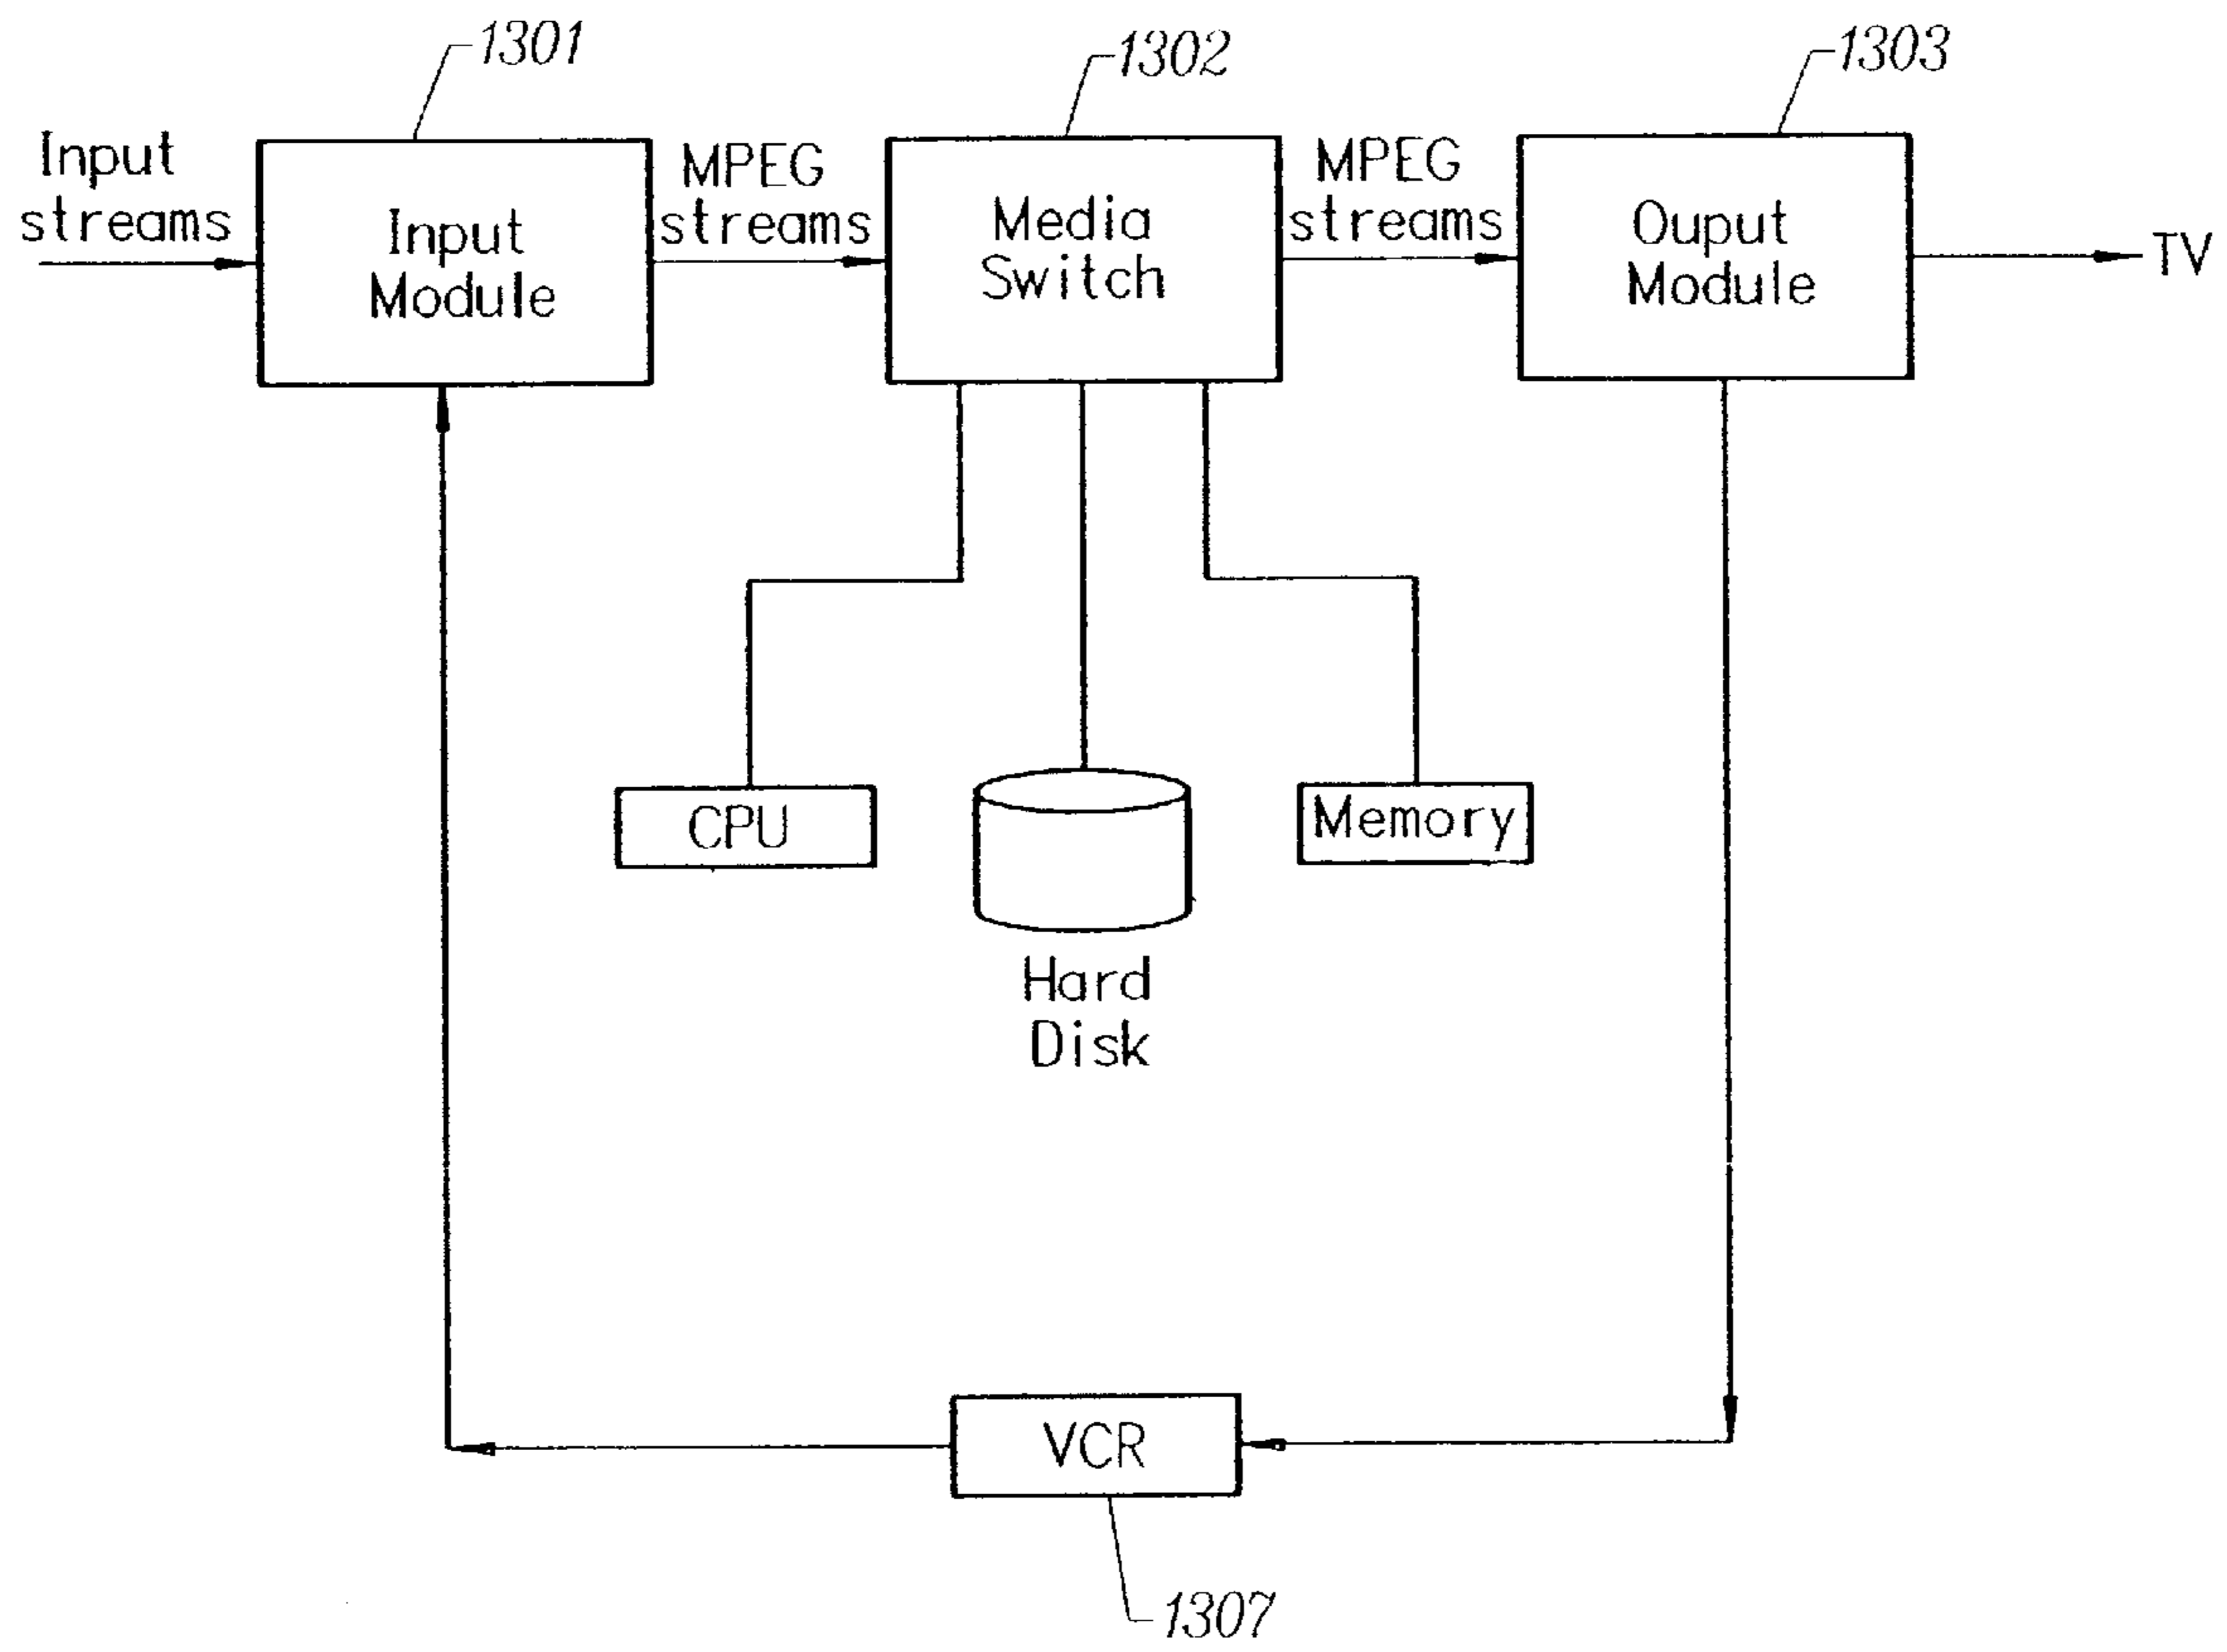 1301
1302
1303
Input
streams
Input
Module
MPEG
streams
Media
Switch
MPEG
streams
Ouput
Module
TV
CPU
Memory
Hard
Disk
VCR
1307